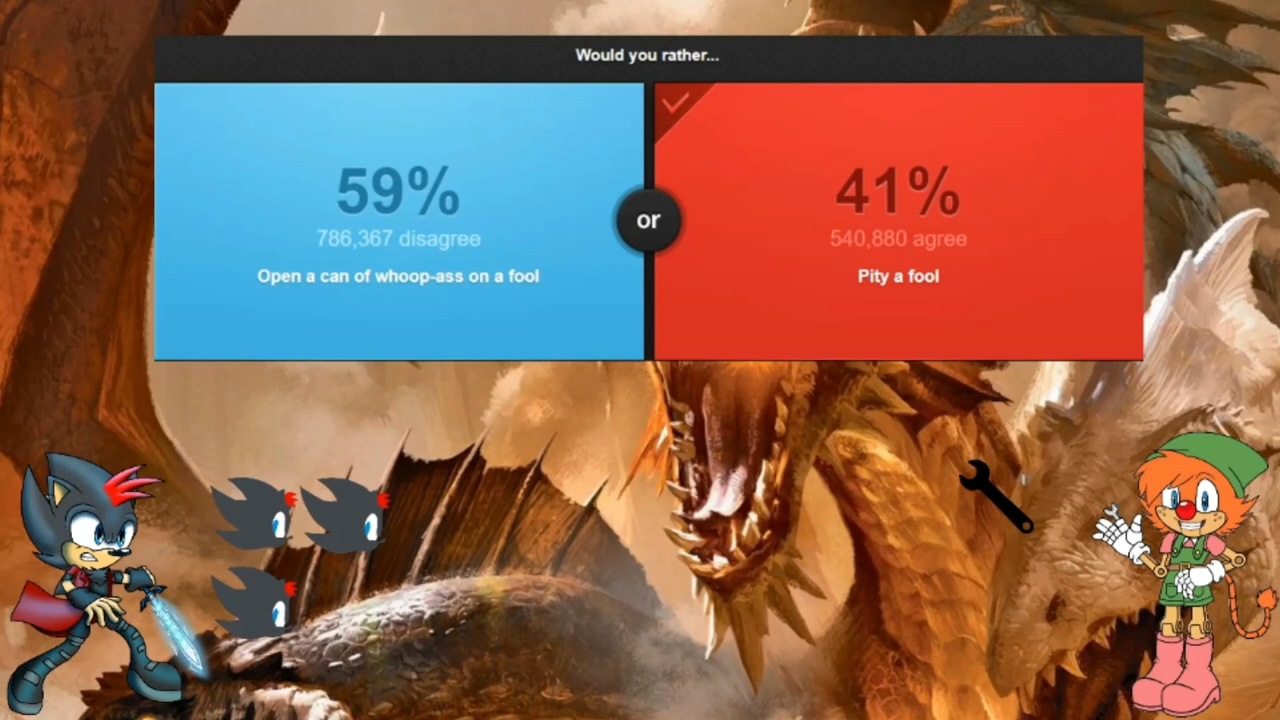 Would you rather...
59%
786,367 disagree
Open a can of whoop-ass on a fool
or
41%
540,880 agree
Pity a fool